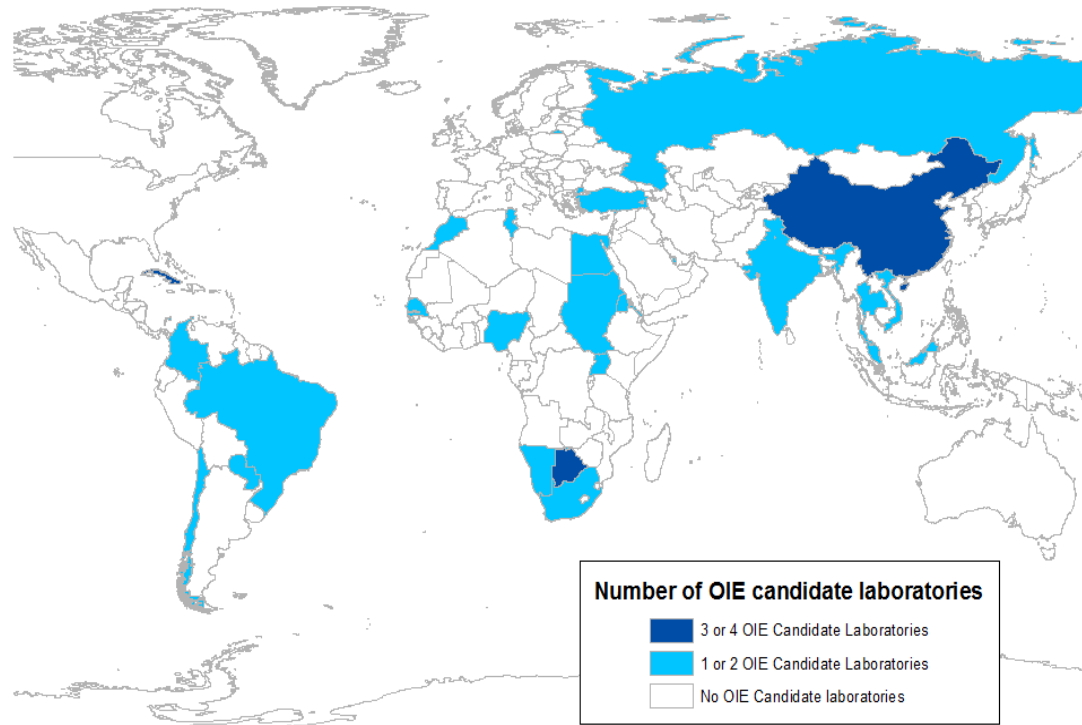 Number of OIE candidate laboratories
3 or 4 OIE Candidate Laboratories
1 or 2 OIE Candidate Laboratories
No OIE Candidate laboratories